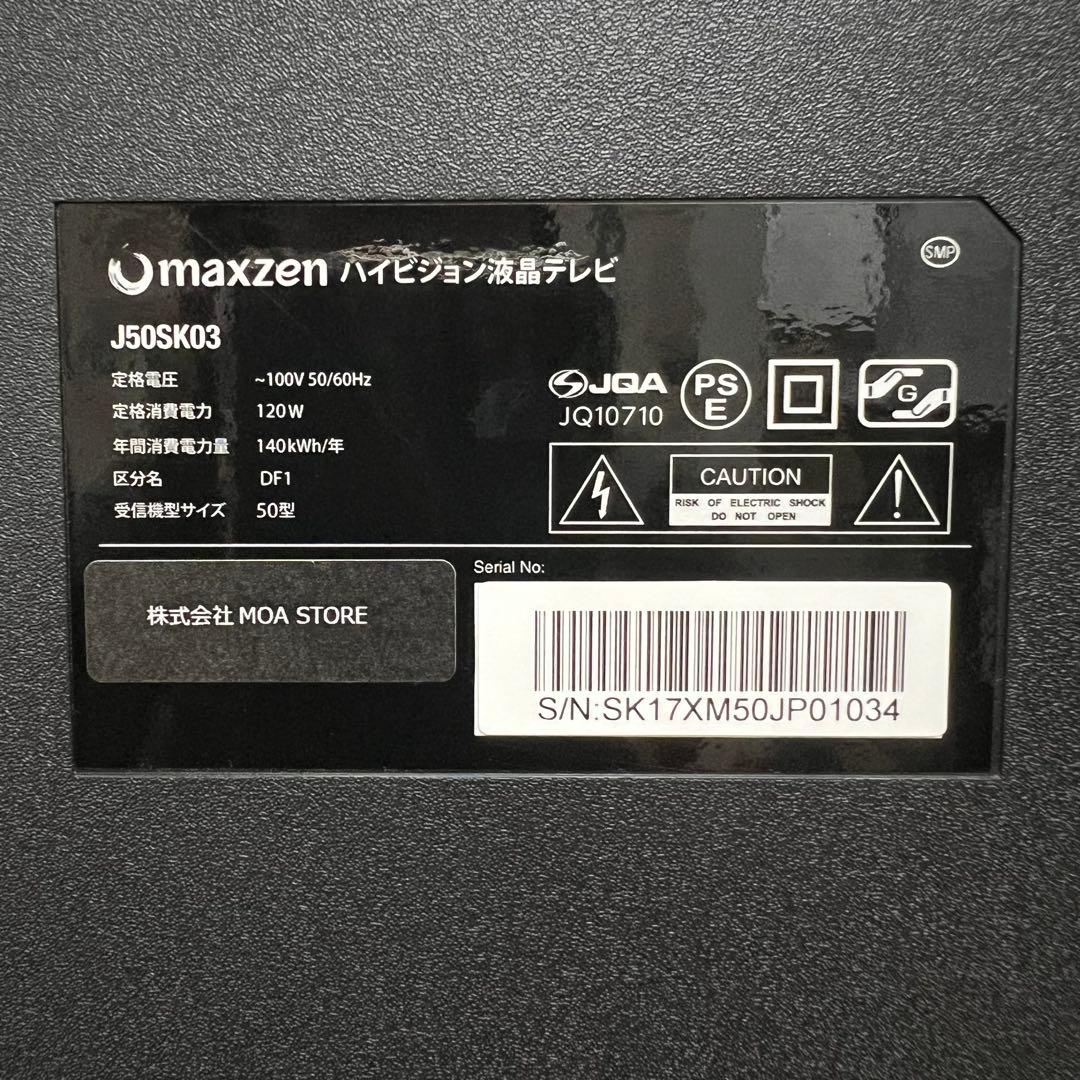 maxzen ハイビジョン液晶テレビ
SMP
J50SK03
定格電圧 ~100V 50/60Hz
定格消費電力 120W
年間消費電力量 140kWh/年
区分名 DF1
受信機型サイズ 50型
JQA
JQ10710
PS
E
G
CAUTION
RISK OF ELECTRIC SHOCK
DO NOT OPEN
株式会社 MOA STORE
Serial No:
S/N:SK17XM50JP01034